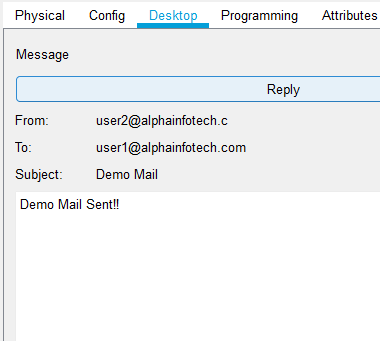 Physical Config Desktop Programming Attributes
Message
Reply
From: user2@alphainfotech.c
To: user1@alphainfotech.com
Subject: Demo Mail
Demo Mail Sent!!